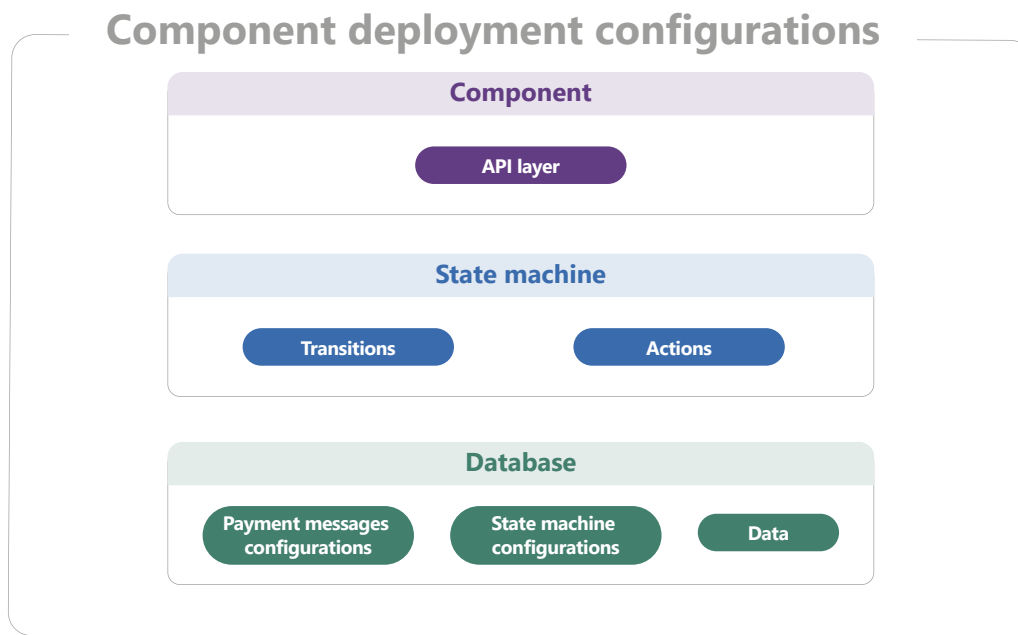 Component deployment configurations
Component
API layer
State machine
Transitions
Actions
Database
Payment messages
configurations
State machine
configurations
Data